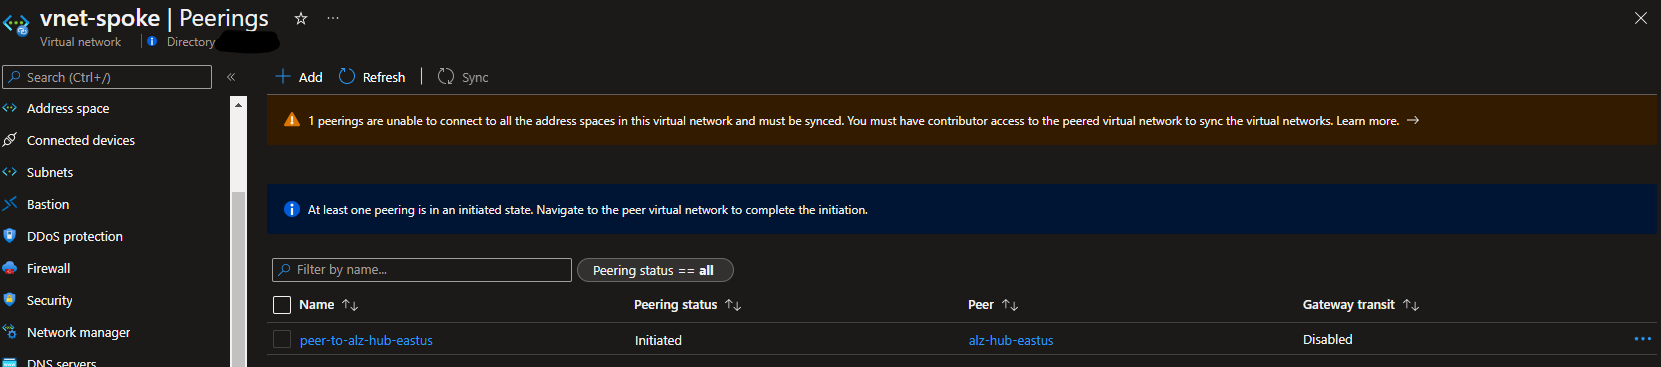 vnet-spoke | Peerings ☆ ···
Virtual network | Directory
Search (Ctrl+/) «
Address space
Connected devices
Subnets
Bastion
DDoS protection
Firewall
Security
Network manager
DNS servers
Add Refresh | Sync
1 peerings are unable to connect to all the address spaces in this virtual network and must be synced. You must have contributor access to the peered virtual network to sync the virtual networks. Learn more. →
At least one peering is in an initiated state. Navigate to the peer virtual network to complete the initiation.
Filter by name... Peering status == all
Name ↑↓ Peering status ↑↓ Peer ↑↓ Gateway transit ↑↓
peer-to-alz-hub-eastus Initiated alz-hub-eastus Disabled ···